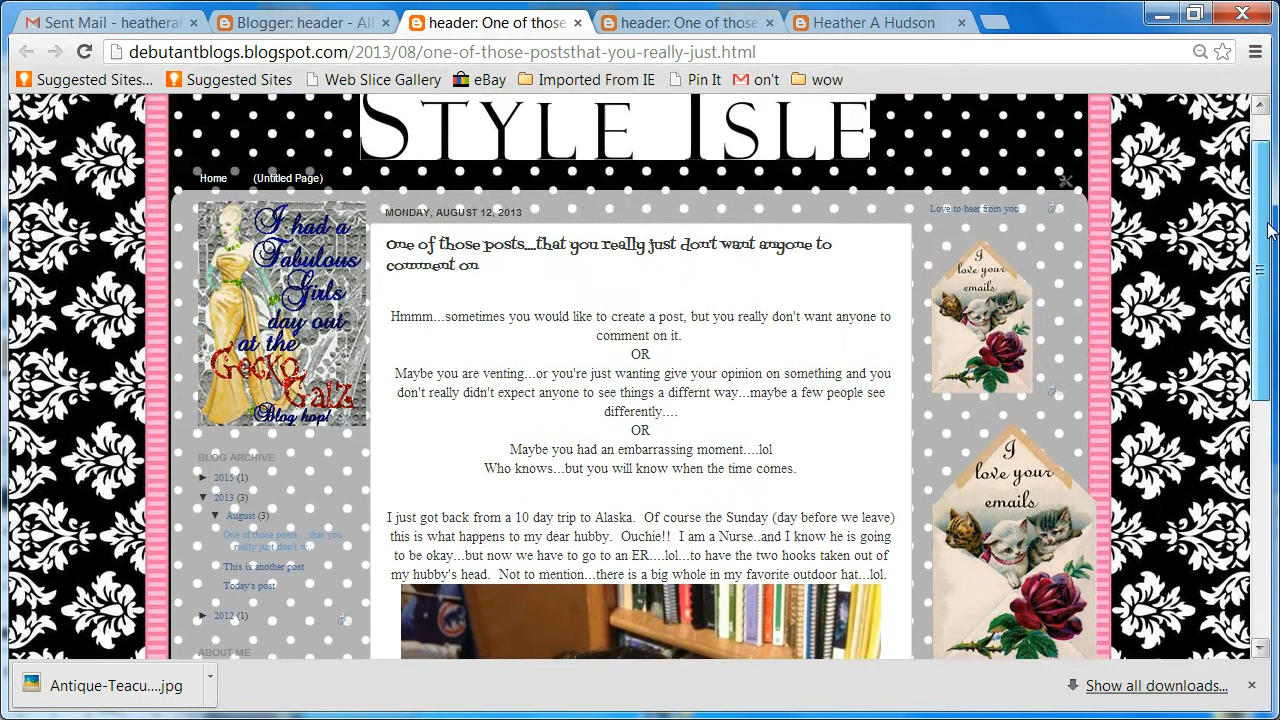 Sent Mail - heatheral
Blogger: header - All
header: One of those
header: One of those
Heather A Hudson
debutantblogs.blogspot.com/2013/08/one-of-those-poststhat-you-really-just.html
Suggested Sites...
Suggested Sites
Web Slice Gallery
eBay
Imported From IE
Pin It
on't
wow
STYLE ISLE
Home
(Untitled Page)
I had a
Fabulous
Girls
day out
at the
Gecko
Galz
Blog hop!
BLOG ARCHIVE
► 2015 (1)
▼ 2013 (3)
▼ August (3)
One of those posts....that you
really just don't w...
This is another post
Today's post
► 2012 (1)
ABOUT ME
MONDAY, AUGUST 12, 2013
One of those posts....that you really just don't want anyone to
comment on
Hmmm...sometimes you would like to create a post, but you really don't want anyone to
comment on it.
OR
Maybe you are venting...or you're just wanting give your opinion on something and you
don't really didn't expect anyone to see things a differnt way...maybe a few people see
differently....
OR
Maybe you had an embarrassing moment....lol
Who knows...but you will know when the time comes.
I just got back from a 10 day trip to Alaska.  Of course the Sunday (day before we leave)
this is what happens to my dear hubby.  Ouchie!!  I am a Nurse..and I know he is going
to be okay...but now we have to go to an ER....lol...to have the two hooks taken out of
my hubby's head.  Not to mention...there is a big whole in my favorite outdoor hat...lol.
Love to hear from you
I
love your
emails
I
love your
emails
Antique-Teacu....jpg
Show all downloads...